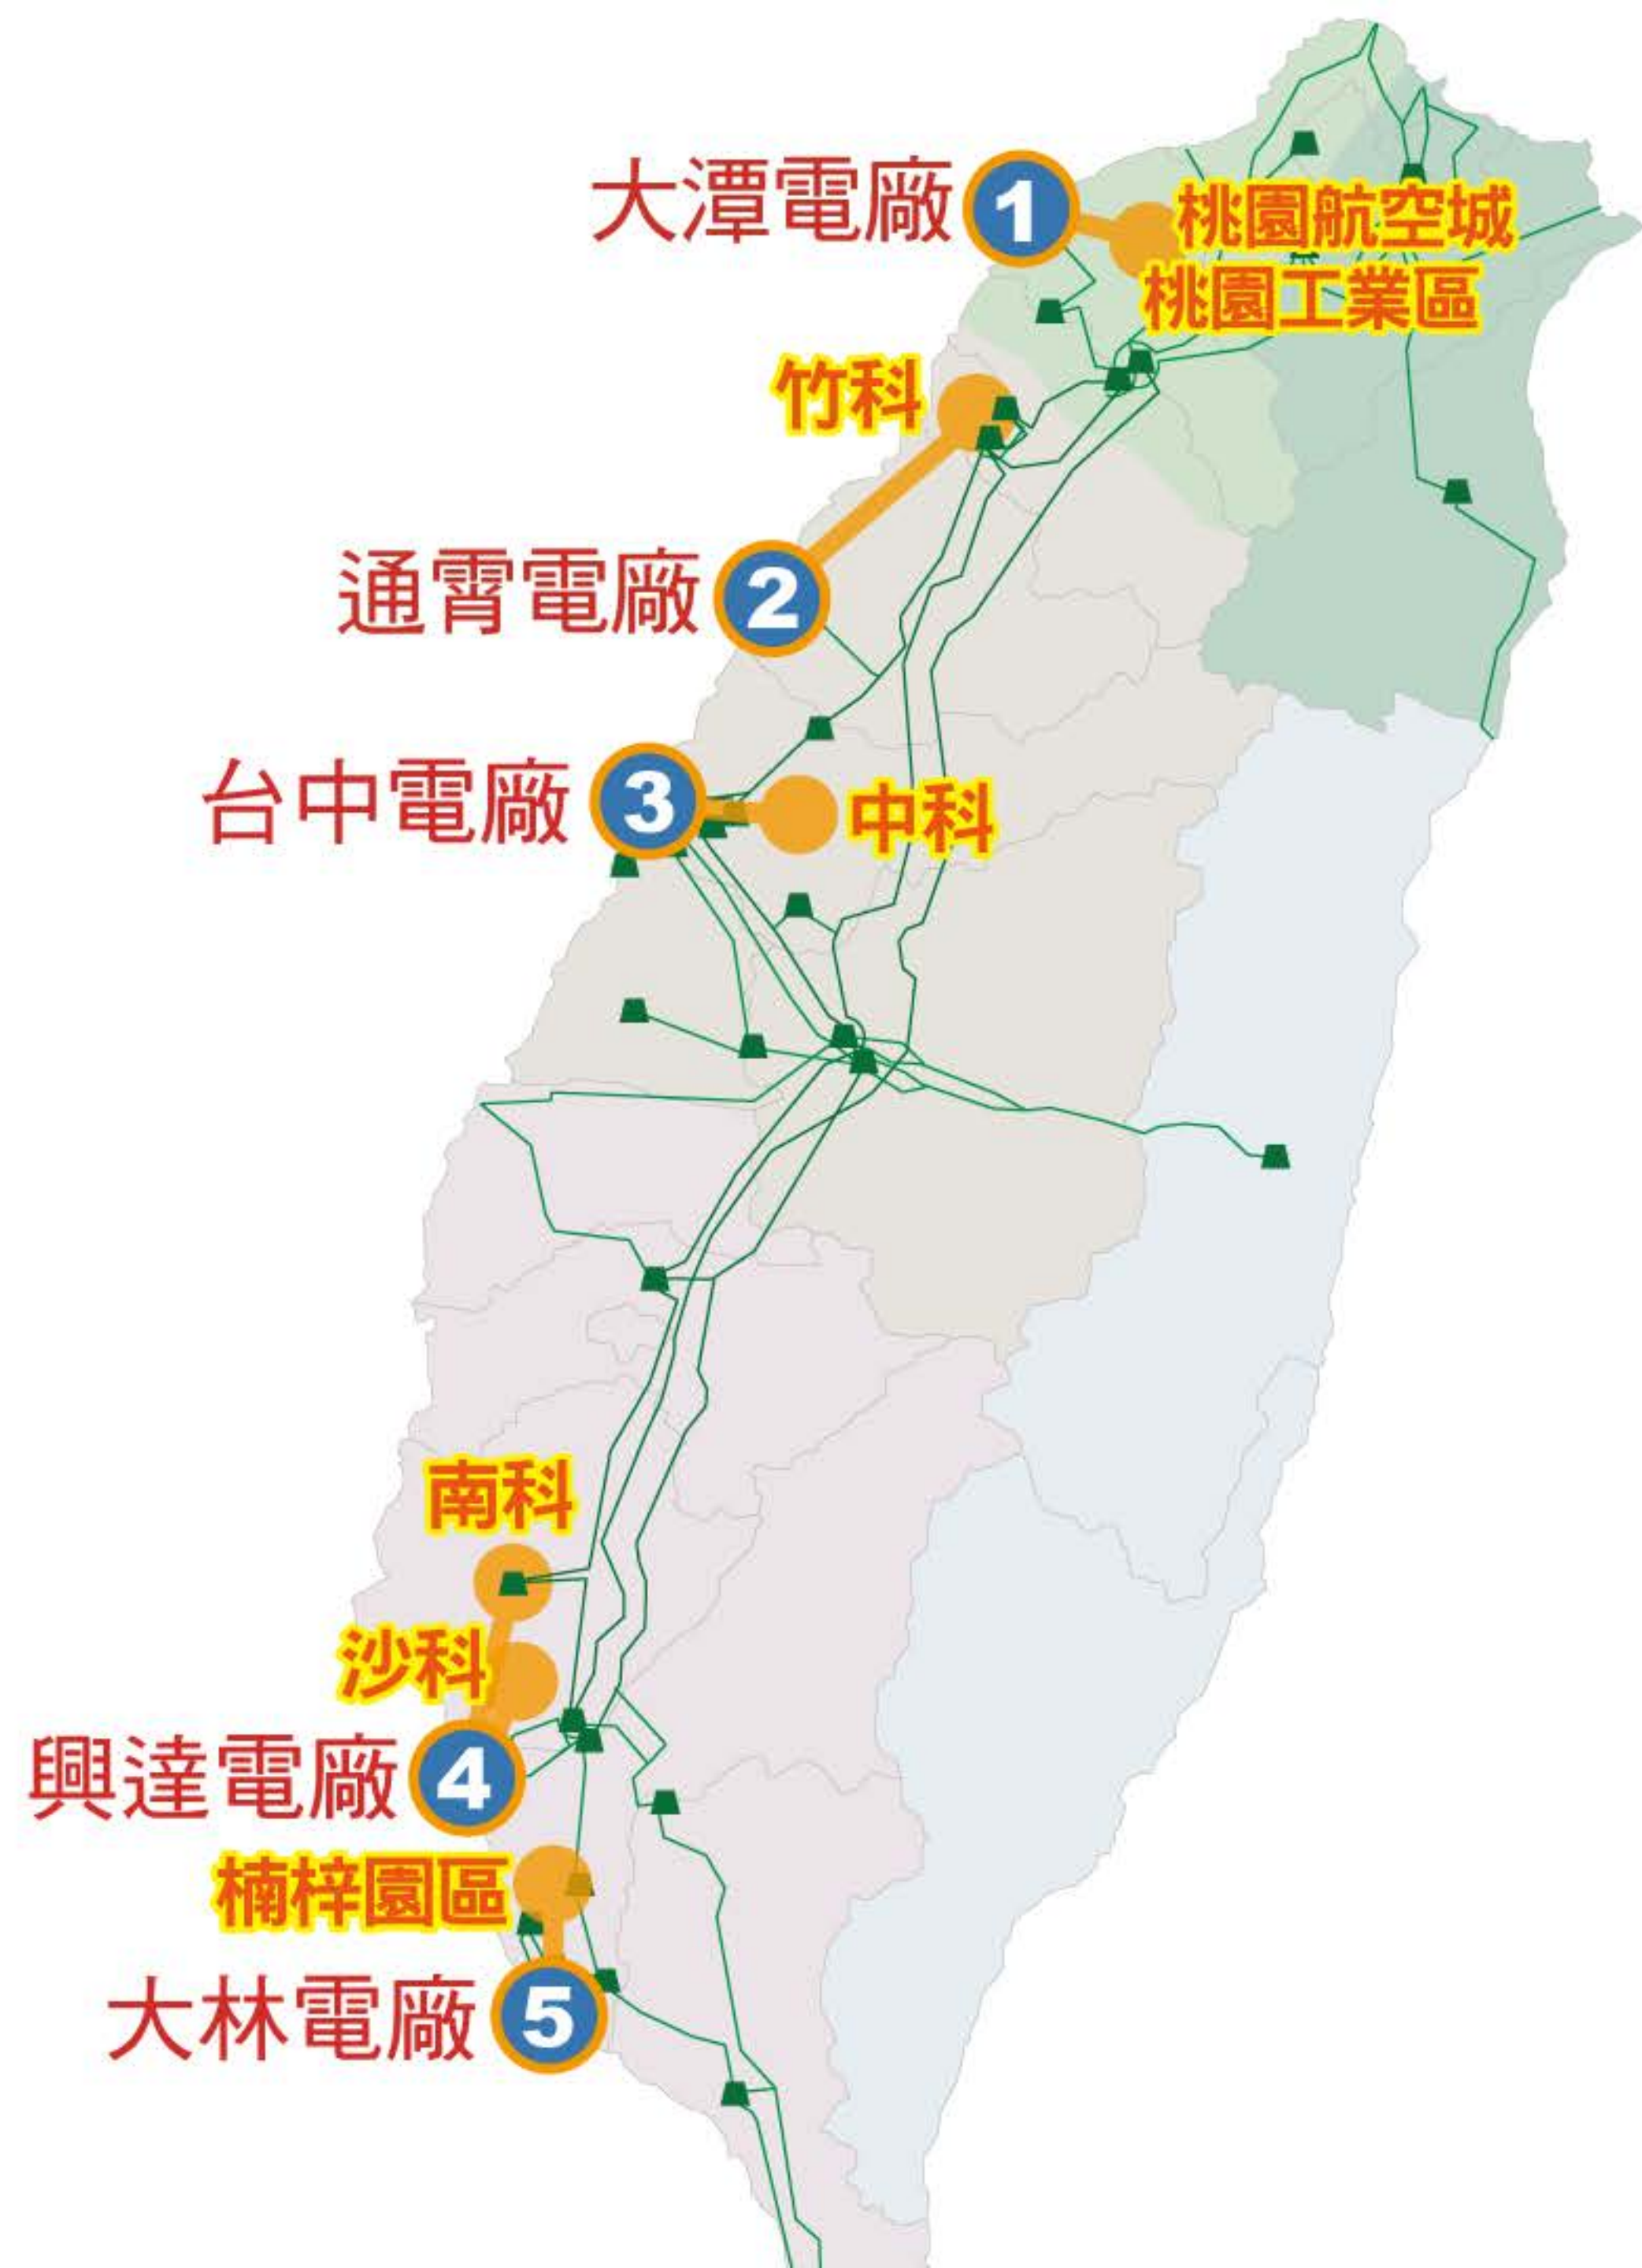 大潭電廠
1
桃園航空城
桃園工業區
竹科
通霄電廠
2
台中電廠
3
中科
南科
沙科
興達電廠
4
楠梓園區
大林電廠
5